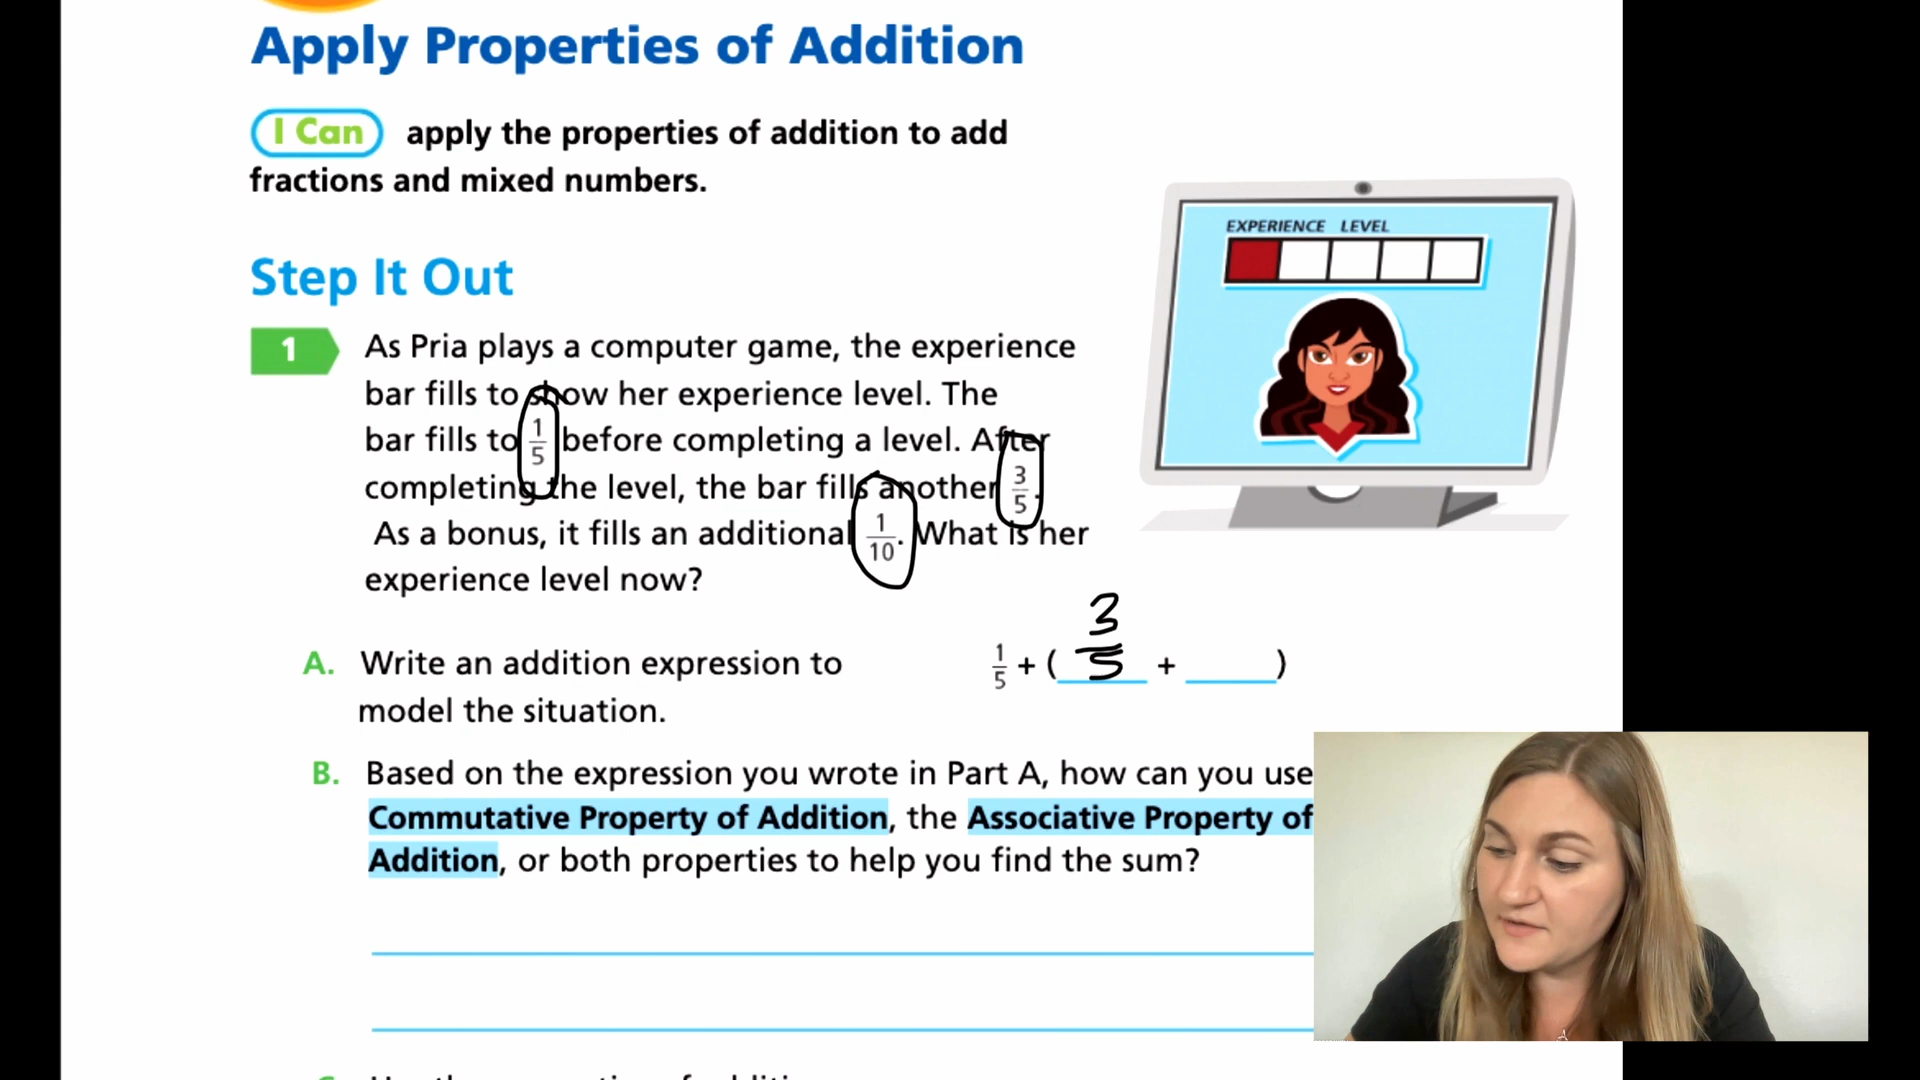 Apply Properties of Addition
I Can apply the properties of addition to add
fractions and mixed numbers.
EXPERIENCE LEVEL
Step It Out
1 As Pria plays a computer game, the experience
bar fills to show her experience level. The
bar fills to 1/5 before completing a level. After
completing the level, the bar fills another 3/5.
As a bonus, it fills an additional 1/10. What is her
experience level now?
A. Write an addition expression to
model the situation.
1/5 + ( 3/5 + ____ )
B. Based on the expression you wrote in Part A, how can you use
Commutative Property of Addition, the Associative Property of
Addition, or both properties to help you find the sum?